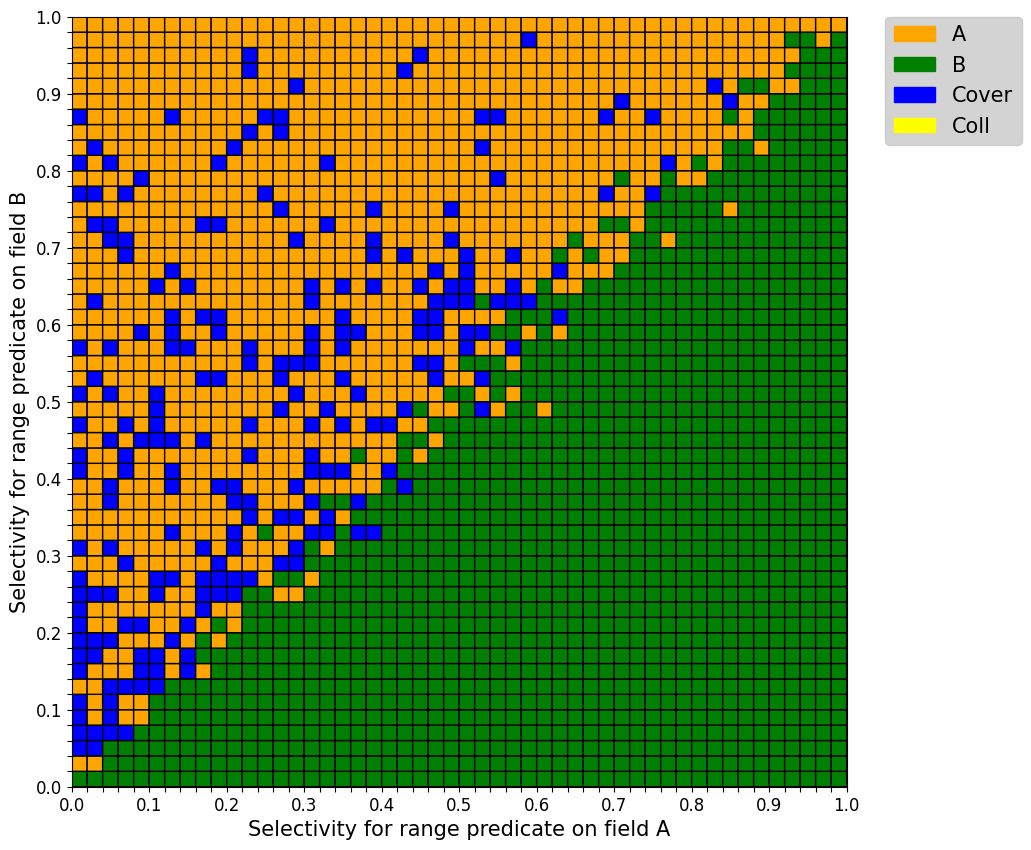 1.0
0.9
0.8
0.7
0.6
0.5
0.4
0.3
0.2
0.1
0.0
Selectivity for range predicate on field B
0.0 0.1 0.2 0.3 0.4 0.5 0.6 0.7 0.8 0.9 1.0
Selectivity for range predicate on field A
A
B
Cover
Coll